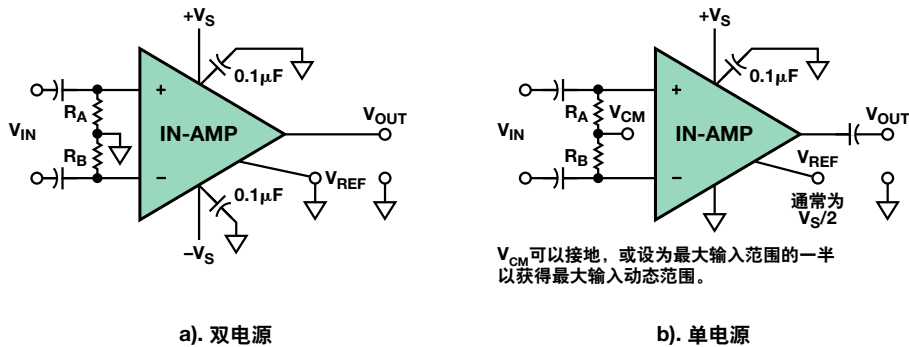 +VS
0.1µF
RA
VIN
IN-AMP
+
−
RB
VOUT
VREF
0.1µF
−VS
a). 双电源
+VS
0.1µF
RA
VCM
VIN
IN-AMP
+
−
RB
VOUT
VREF
通常为
VS/2
VCM可以接地，或设为最大输入范围的一半
以获得最大输入动态范围。
b). 单电源